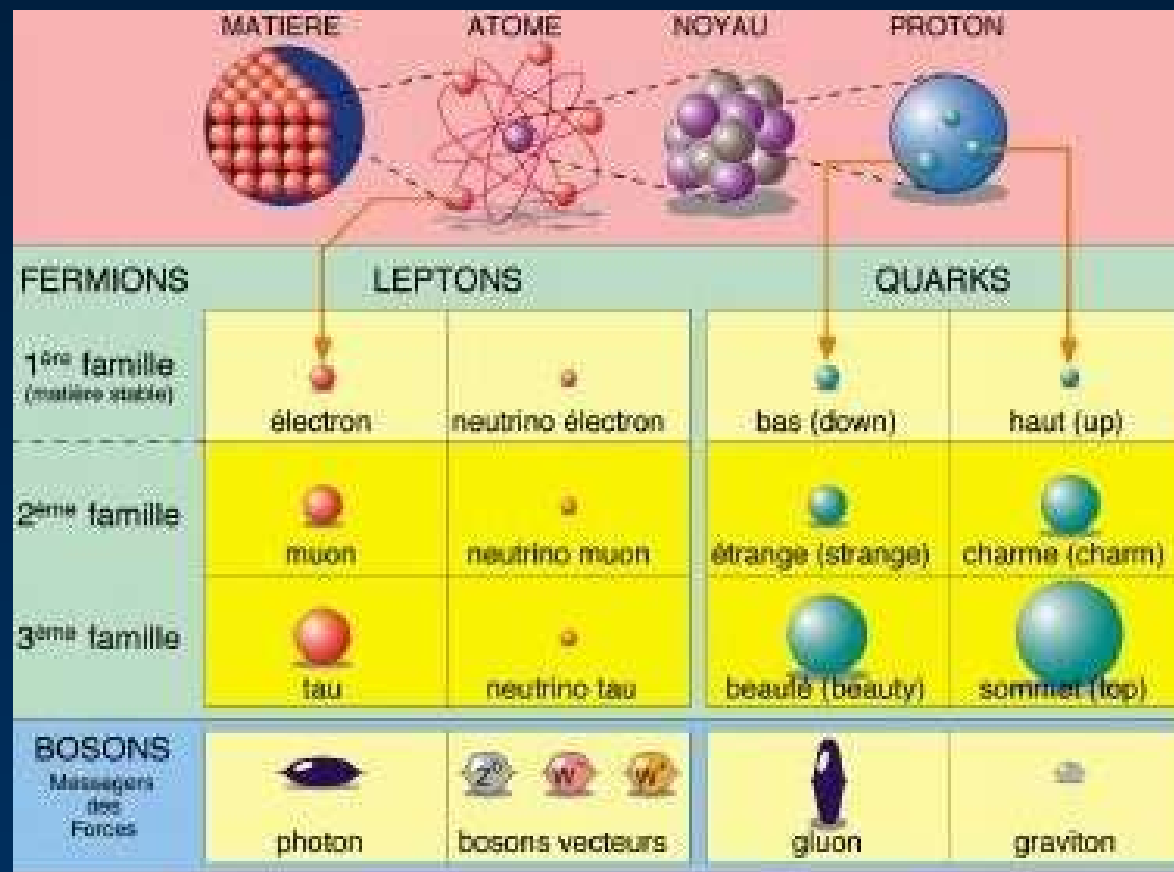 MATIERE ATOME NOYAU PROTON
FERMIONS LEPTONS QUARKS
1ère famille
(matière stable)
électron neutrino électron bas (down) haut (up)
2ème famille
muon neutrino muon étrange (strange) charme (charm)
3ème famille
tau neutrino tau beauté (beauty) sommet (top)
BOSONS
Messagers
des
Forces
Z⁰ W⁻ W⁺
photon bosons vecteurs gluon graviton